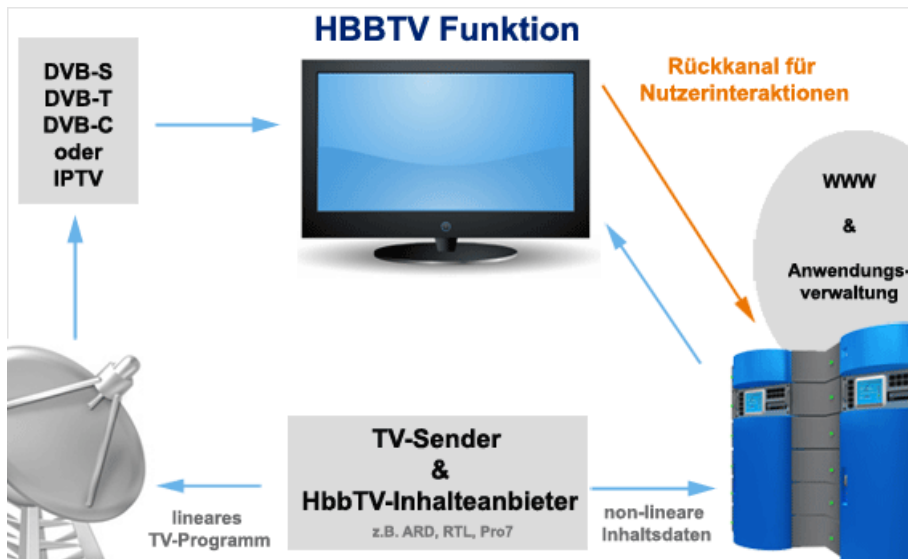 HBBTV Funktion
DVB-S
DVB-T
DVB-C
oder
IPTV
Rückkanal für
Nutzerinteraktionen
WWW
&
Anwendungs-
verwaltung
TV-Sender
&
HbbTV-Inhalteanbieter
z.B. ARD, RTL, Pro7
lineares
TV-Programm
non-lineare
Inhaltsdaten